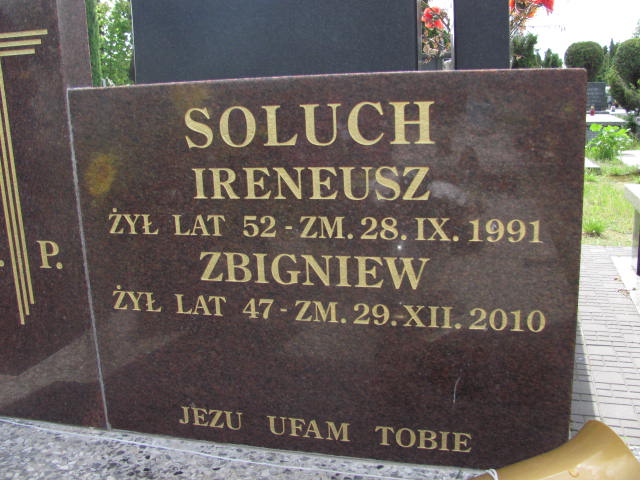 SOLUCH
IRENEUSZ
ŻYŁ LAT 52 - ZM. 28. IX. 1991
ZBIGNIEW
ŻYŁ LAT 47 - ZM. 29. XII. 2010
JEZU UFAM TOBIE
. P.